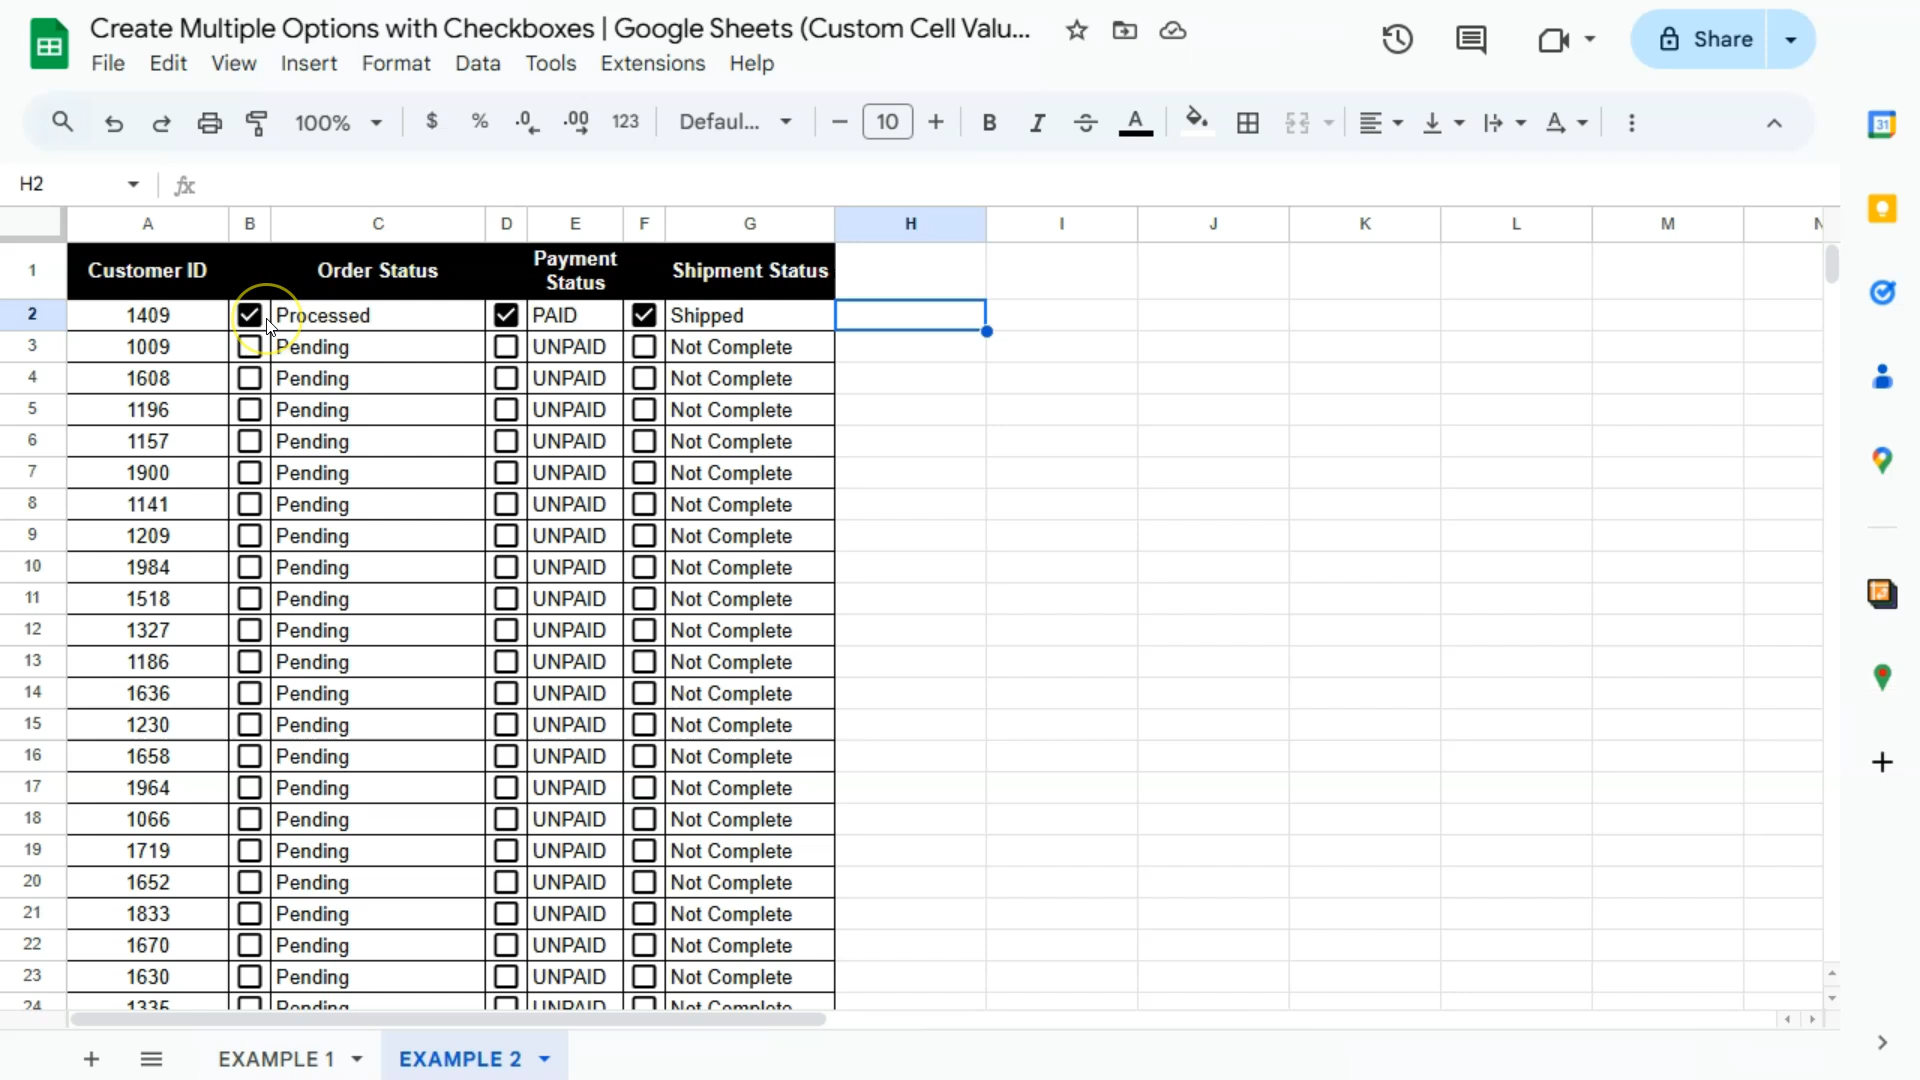 Create Multiple Options with Checkboxes | Google Sheets (Custom Cell Valu...
File Edit View Insert Format Data Tools Extensions Help
Share
100% $ % .0 .00 123 Defaul... 10 B I A
31
H2 fx
A B C D E F G H I J K L M N
1 Customer ID Order Status Payment Status Shipment Status
2 1409 Processed PAID Shipped
3 1009 Pending UNPAID Not Complete
4 1608 Pending UNPAID Not Complete
5 1196 Pending UNPAID Not Complete
6 1157 Pending UNPAID Not Complete
7 1900 Pending UNPAID Not Complete
8 1141 Pending UNPAID Not Complete
9 1209 Pending UNPAID Not Complete
10 1984 Pending UNPAID Not Complete
11 1518 Pending UNPAID Not Complete
12 1327 Pending UNPAID Not Complete
13 1186 Pending UNPAID Not Complete
14 1636 Pending UNPAID Not Complete
15 1230 Pending UNPAID Not Complete
16 1658 Pending UNPAID Not Complete
17 1964 Pending UNPAID Not Complete
18 1066 Pending UNPAID Not Complete
19 1719 Pending UNPAID Not Complete
20 1652 Pending UNPAID Not Complete
21 1833 Pending UNPAID Not Complete
22 1670 Pending UNPAID Not Complete
23 1630 Pending UNPAID Not Complete
24 1335 Pending UNPAID Not Complete
EXAMPLE 1 EXAMPLE 2